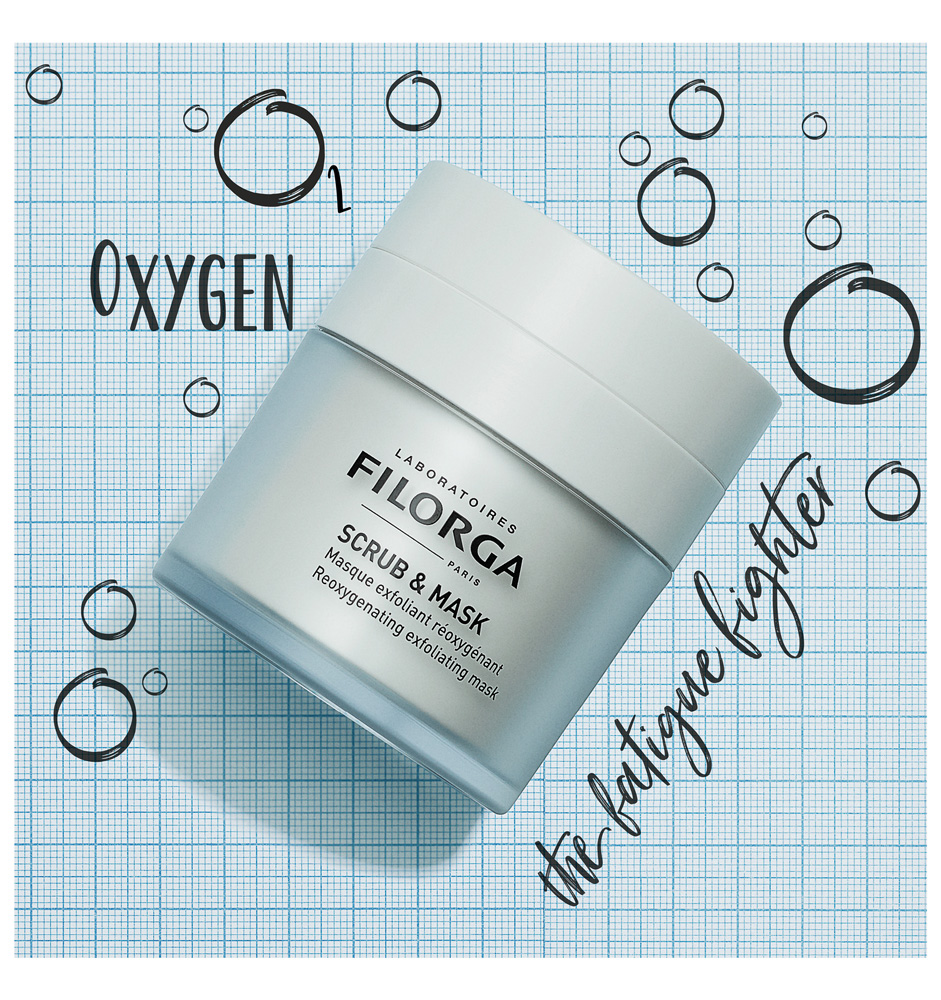 O2
OXYGEN
LABORATOIRES
FILORGA
PARIS
SCRUB & MASK
Masque exfoliant réoxygénant
Reoxygenating exfoliating mask
the fatigue fighter